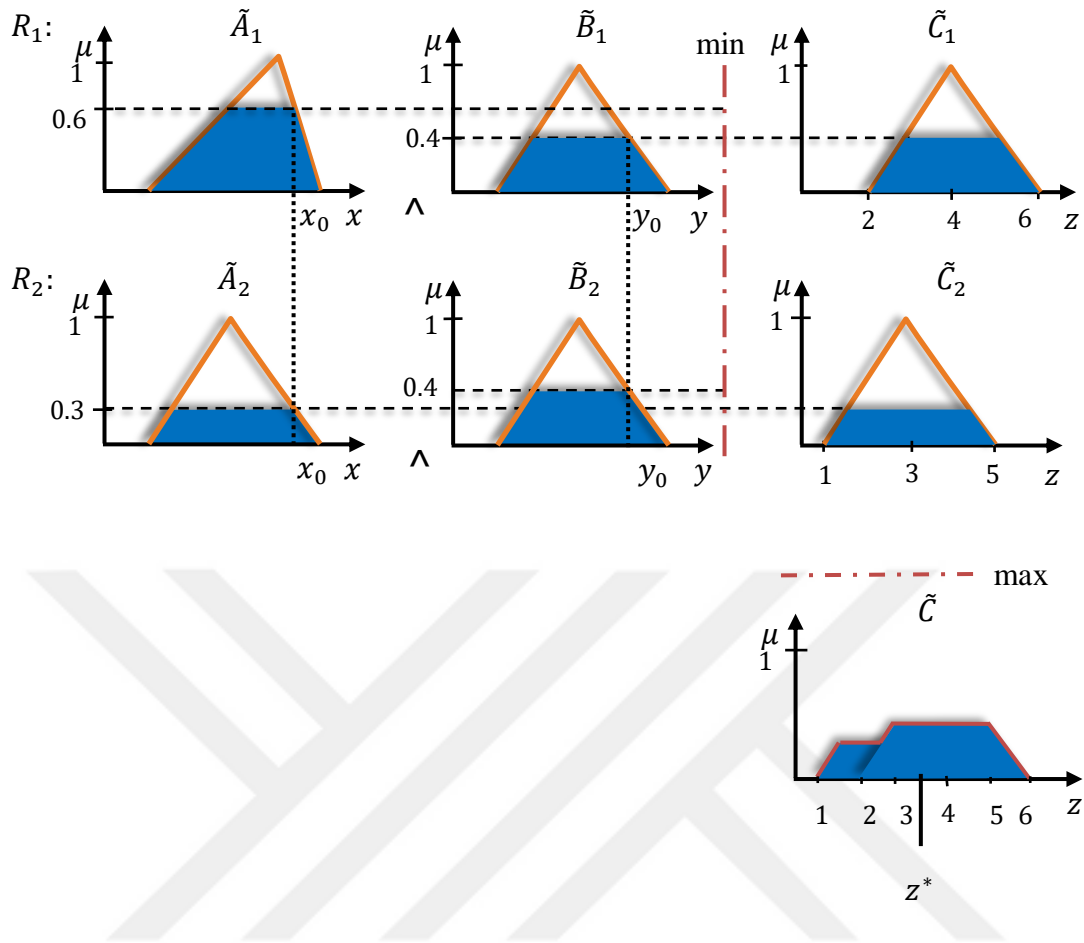 R₁: Ã₁ B̃₁ min C̃₁
μ μ μ
1 1 1
0.6 0.4
x₀ x ^ y₀ y 2 4 6 z
R₂: Ã₂ B̃₂ C̃₂
μ μ μ
1 1 1
0.3 0.4
x₀ x ^ y₀ y 1 3 5 z
max
C̃
μ
1
1 2 3 4 5 6 z
z*